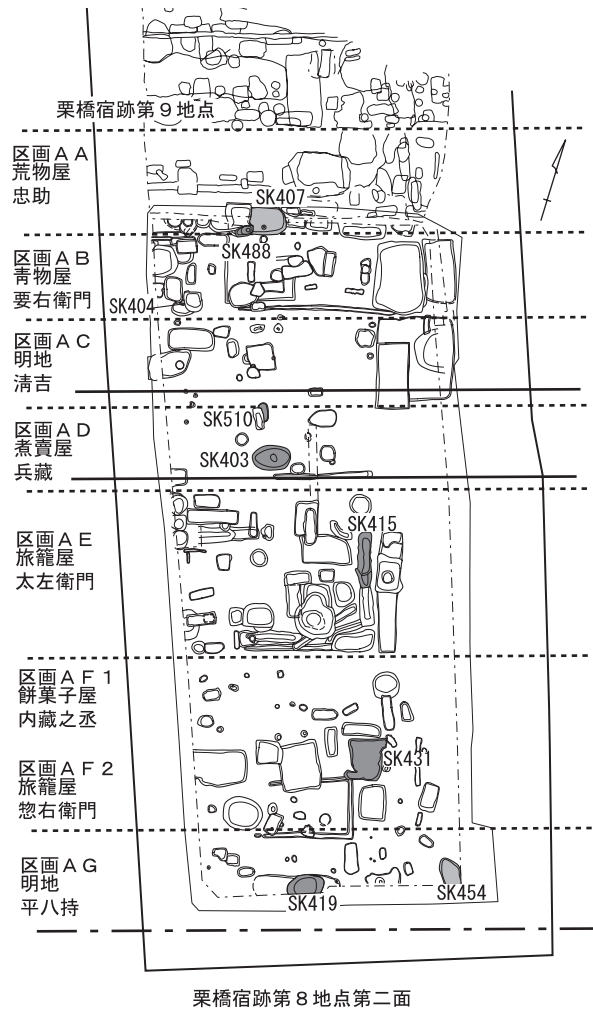 栗橋宿跡第９地点
区画ＡＡ
荒物屋
忠助
SK407
区画ＡＢ
青物屋
要右衛門
SK488
SK404
区画ＡＣ
明地
清吉
区画ＡＤ
煮賣屋
兵藏
SK510
SK403
区画ＡＥ
旅籠屋
太左衛門
SK415
区画ＡＦ１
餅菓子屋
内藏之丞
区画ＡＦ２
旅籠屋
惣右衛門
SK431
区画ＡＧ
明地
平八持
SK419
SK454
栗橋宿跡第８地点第二面